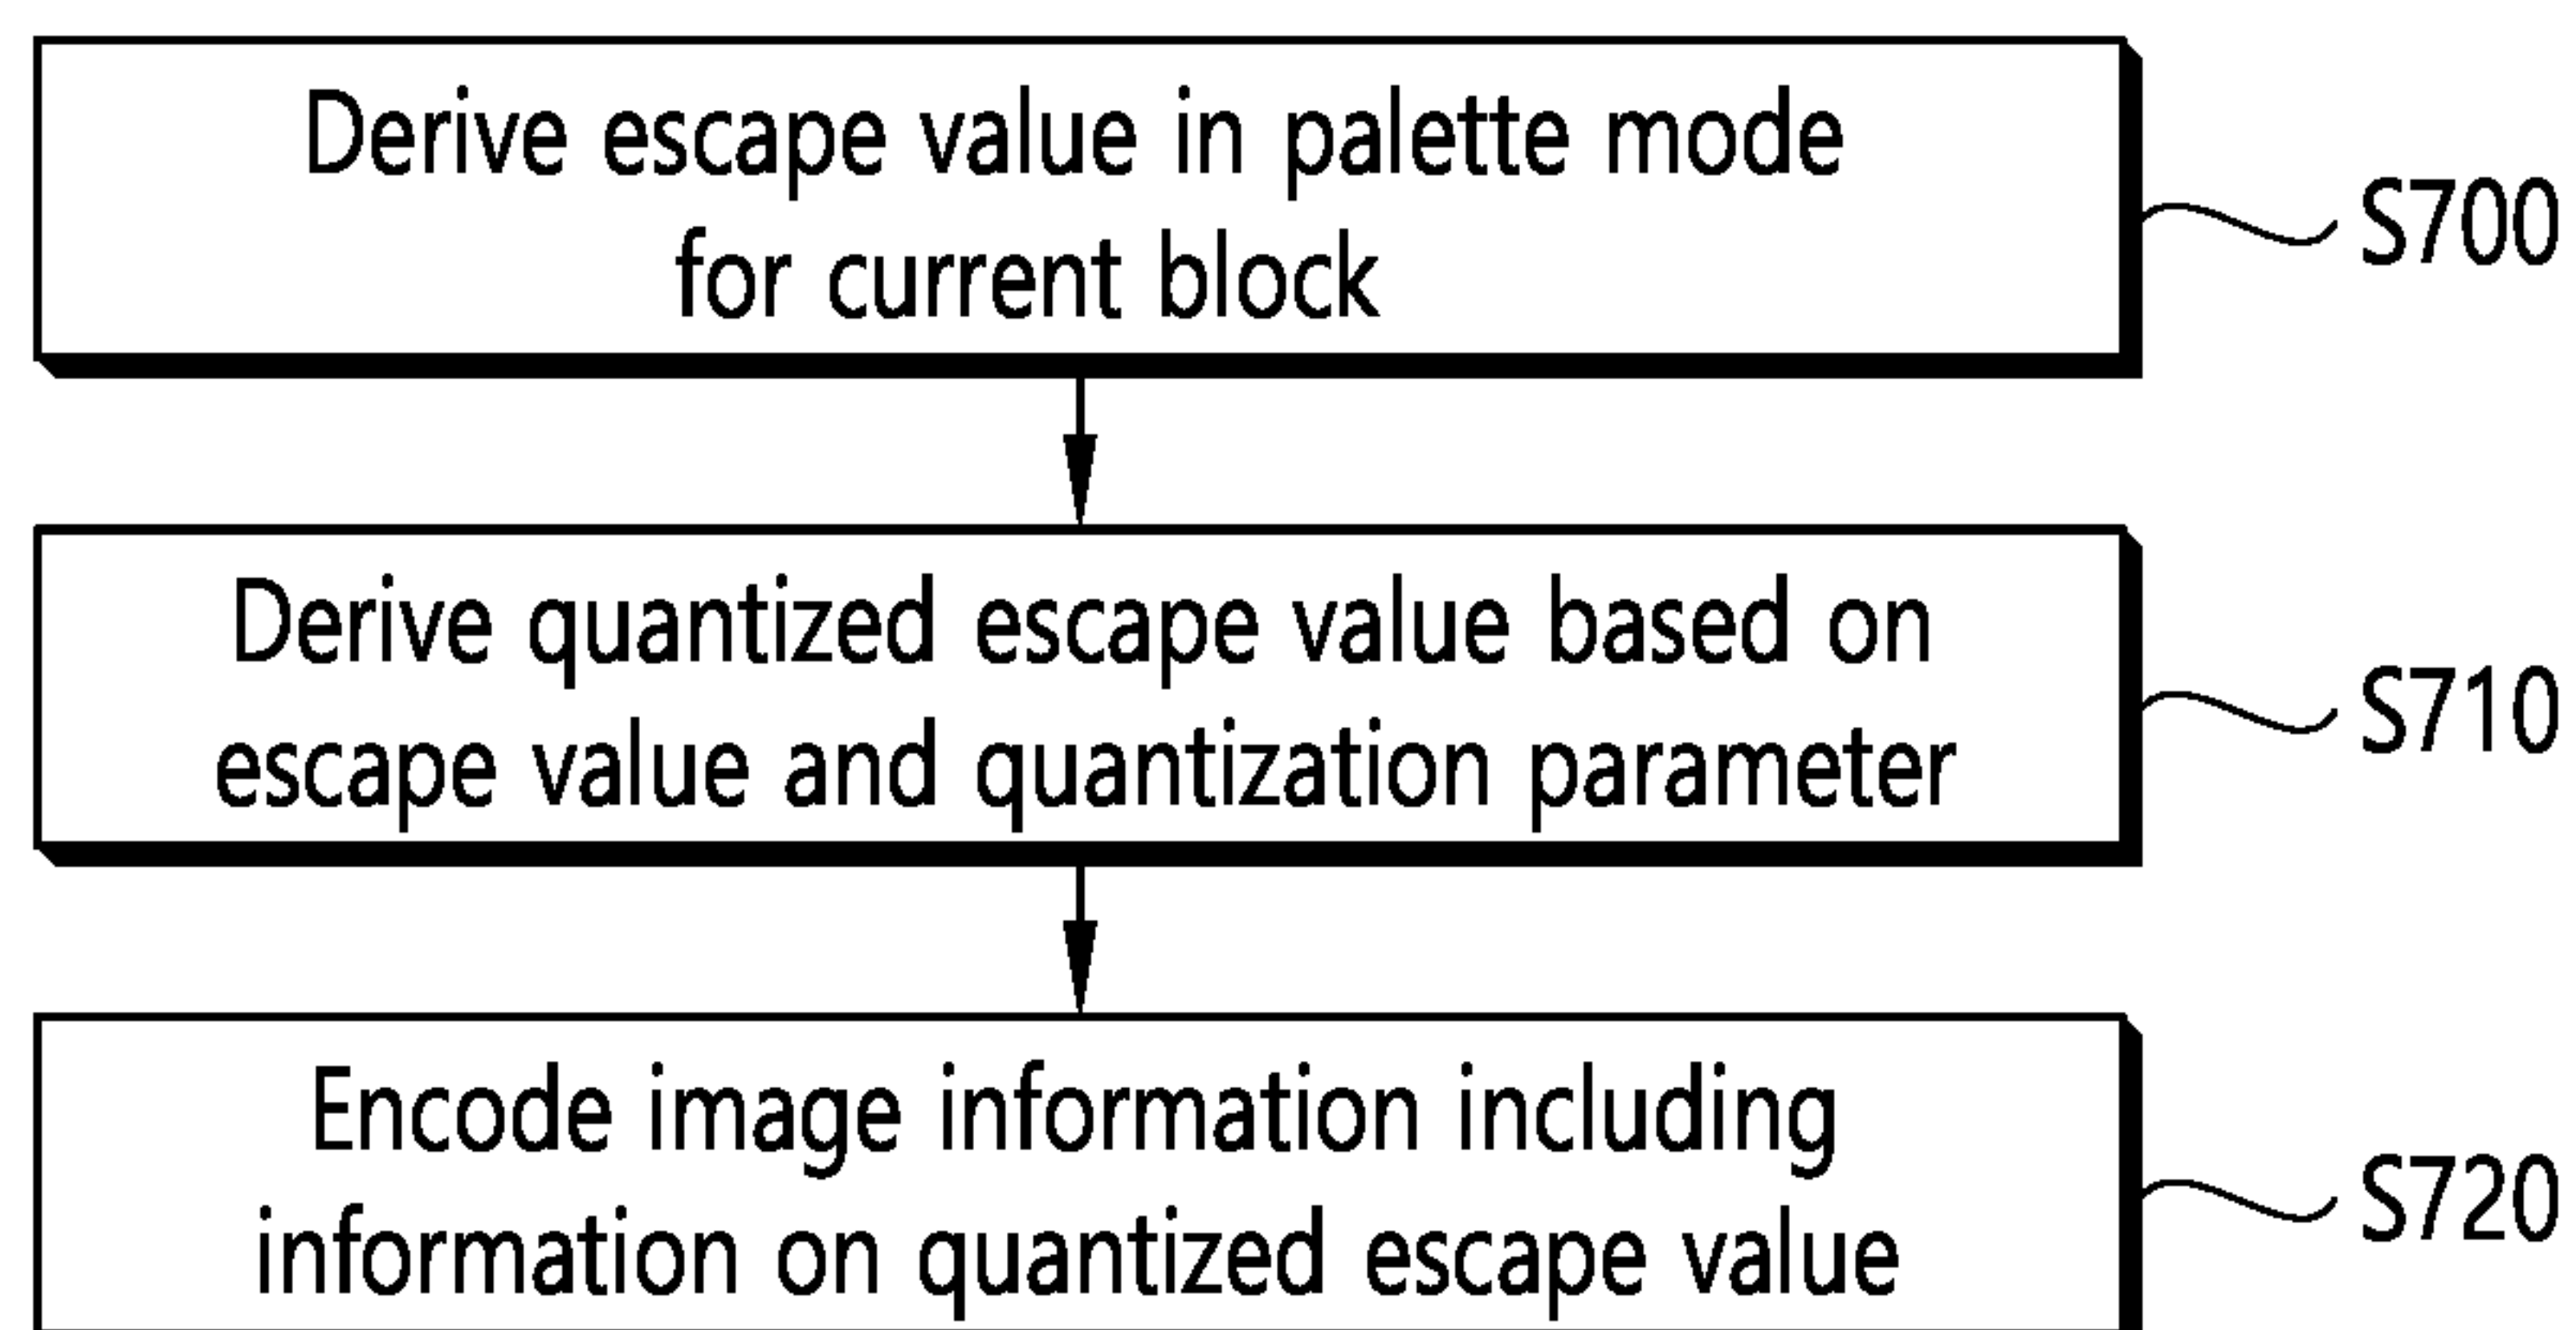 Derive escape value in palette mode
for current block
S700
Derive quantized escape value based on
escape value and quantization parameter
S710
Encode image information including
information on quantized escape value
S720